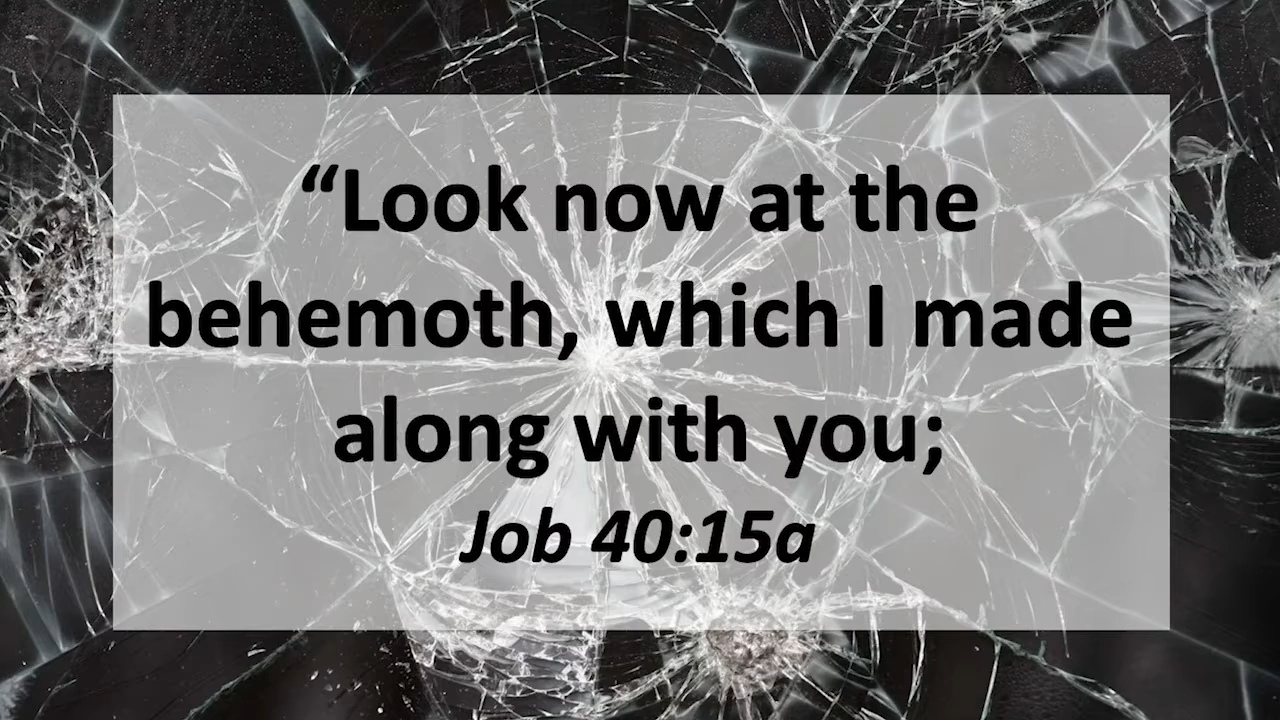 “Look now at the
behemoth, which I made
along with you;
Job 40:15a